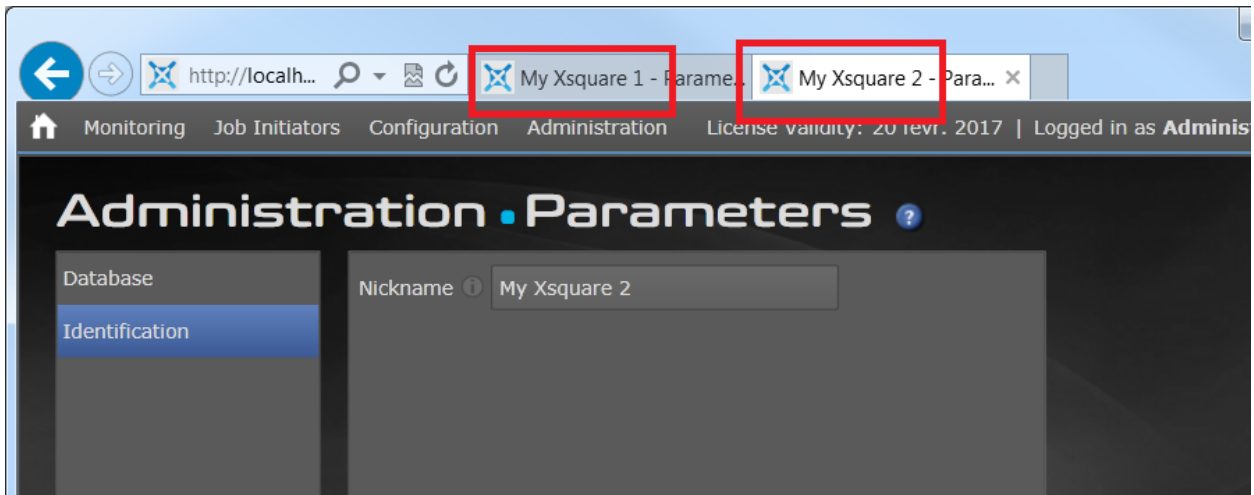 http://localh... My Xsquare 1 - Parame... My Xsquare 2 - Para...
Monitoring Job Initiators Configuration Administration License Validity: 20 févr. 2017 | Logged in as Adminis
Administration . Parameters
Database
Nickname My Xsquare 2
Identification